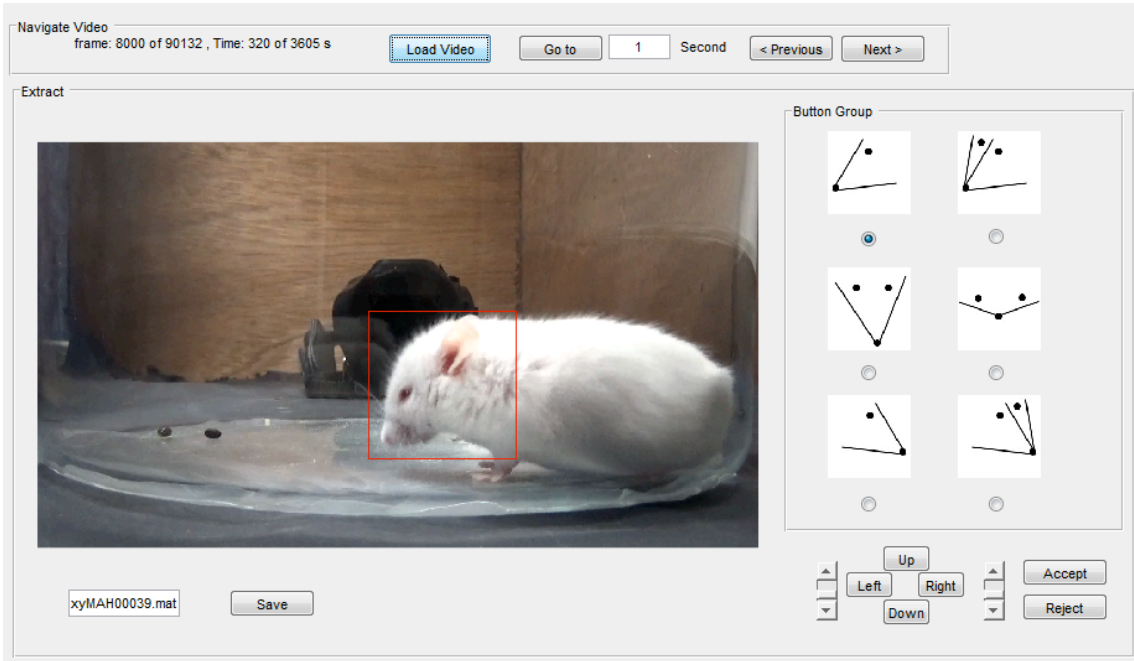 Navigate Video
frame: 8000 of 90132 , Time: 320 of 3605 s
Load Video
Go to
1
Second
< Previous
Next >
Extract
Button Group
xyMAH00039.mat
Save
Up
Left
Right
Down
Accept
Reject